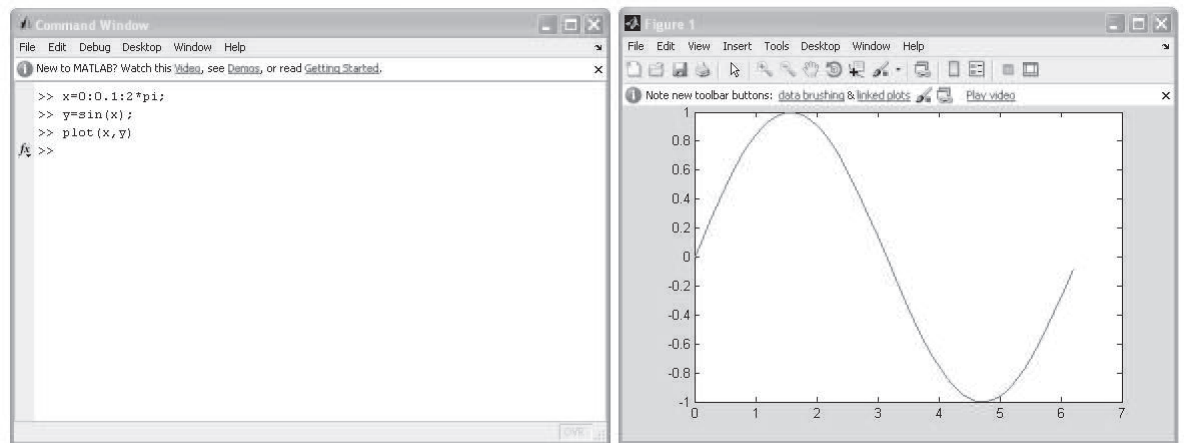 Command Window
File Edit Debug Desktop Window Help
New to MATLAB? Watch this Video, see Demos, or read Getting Started.
>> x=0:0.1:2*pi;
>> y=sin(x);
>> plot(x,y)
fx >>
OVR
Figure 1
File Edit View Insert Tools Desktop Window Help
Note new toolbar buttons: data brushing & linked plots Play video
1
0.8
0.6
0.4
0.2
0
-0.2
-0.4
-0.6
-0.8
-1
0 1 2 3 4 5 6 7